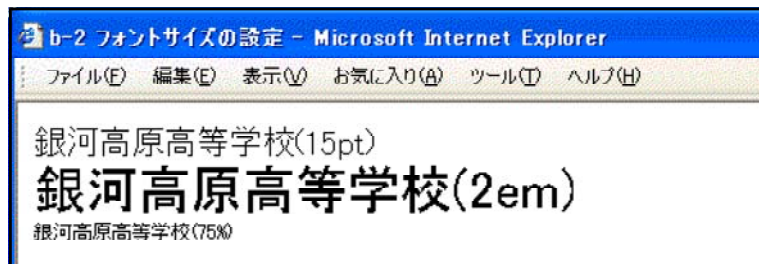 b-2 フォントサイズの設定 - Microsoft Internet Explorer
ファイル(F) 編集(E) 表示(V) お気に入り(A) ツール(T) ヘルプ(H)
銀河高原高等学校(15pt)
銀河高原高等学校(2em)
銀河高原高等学校(75%)